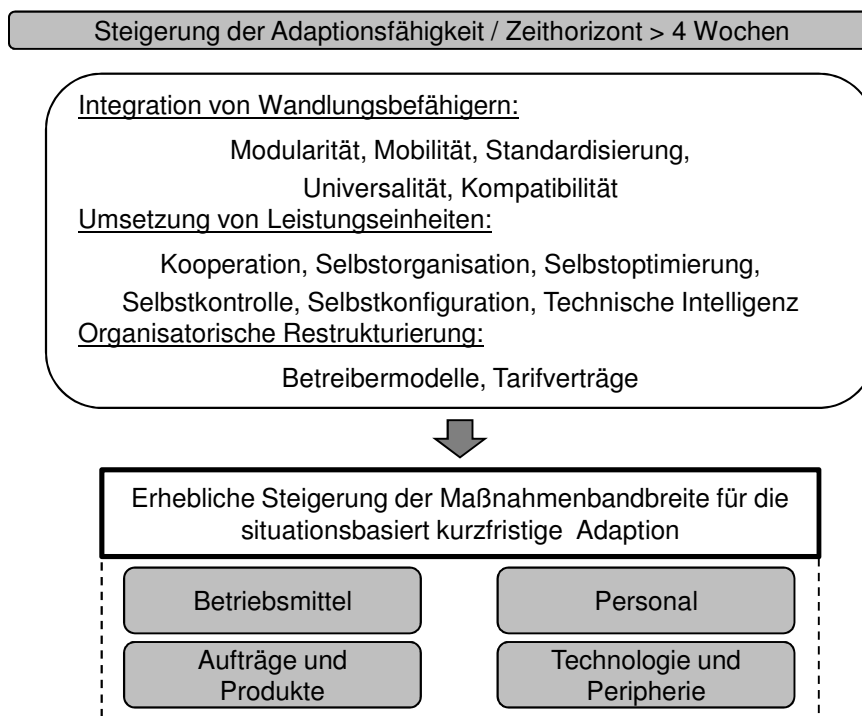 Steigerung der Adaptionsfähigkeit / Zeithorizont > 4 Wochen
Integration von Wandlungsbefähigern:
Modularität, Mobilität, Standardisierung,
Universalität, Kompatibilität
Umsetzung von Leistungseinheiten:
Kooperation, Selbstorganisation, Selbstoptimierung,
Selbstkontrolle, Selbstkonfiguration, Technische Intelligenz
Organisatorische Restrukturierung:
Betreibermodelle, Tarifverträge
Erhebliche Steigerung der Maßnahmenbandbreite für die
situationsbasiert kurzfristige Adaption
Betriebsmittel
Personal
Aufträge und
Produkte
Technologie und
Peripherie